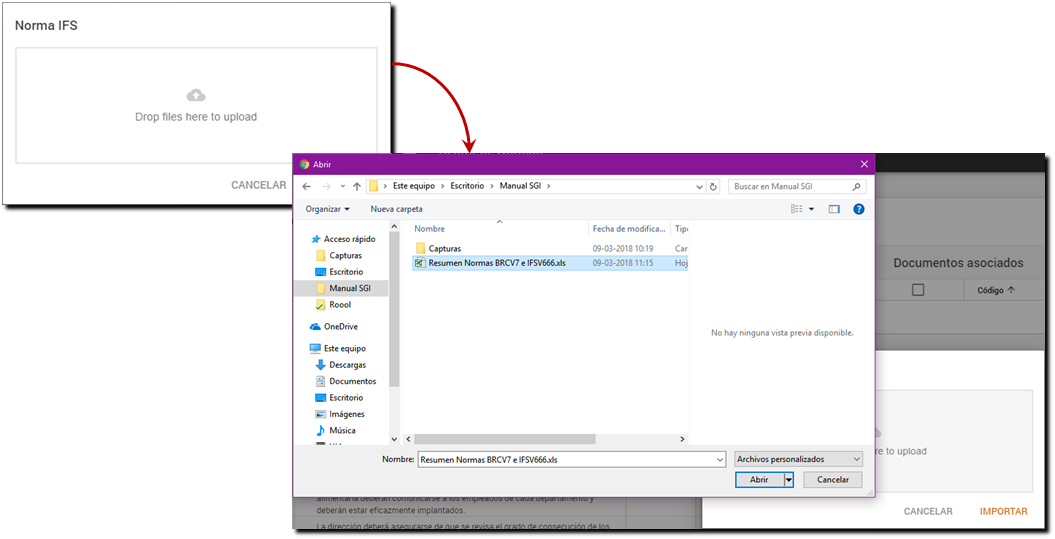 Norma IFS
Drop files here to upload
CANCELAR
Abrir
Este equipo > Escritorio > Manual SGI >
Buscar en Manual SGI
Organizar
Nueva carpeta
Nombre
Fecha de modifica...
Acceso rápido
Capturas
Escritorio
Manual SGI
Roool
OneDrive
Este equipo
Descargas
Documentos
Escritorio
Imágenes
Música
Capturas 09-03-2018 10:19 Car
Resumen Normas BRCV7 e IFSV666.xls 09-03-2018 11:15 Hoj
No hay ninguna vista previa disponible.
Nombre: Resumen Normas BRCV7 e IFSV666.xls
Archivos personalizados
Abrir
Cancelar
Documentos asociados
Código
re to upload
CANCELAR
IMPORTAR
alimentaria deberán comunicarse a los empleados de cada departamento y
deberán estar eficazmente implantados.
La dirección deberá asegurarse de que se revisa el grado de consecución de los